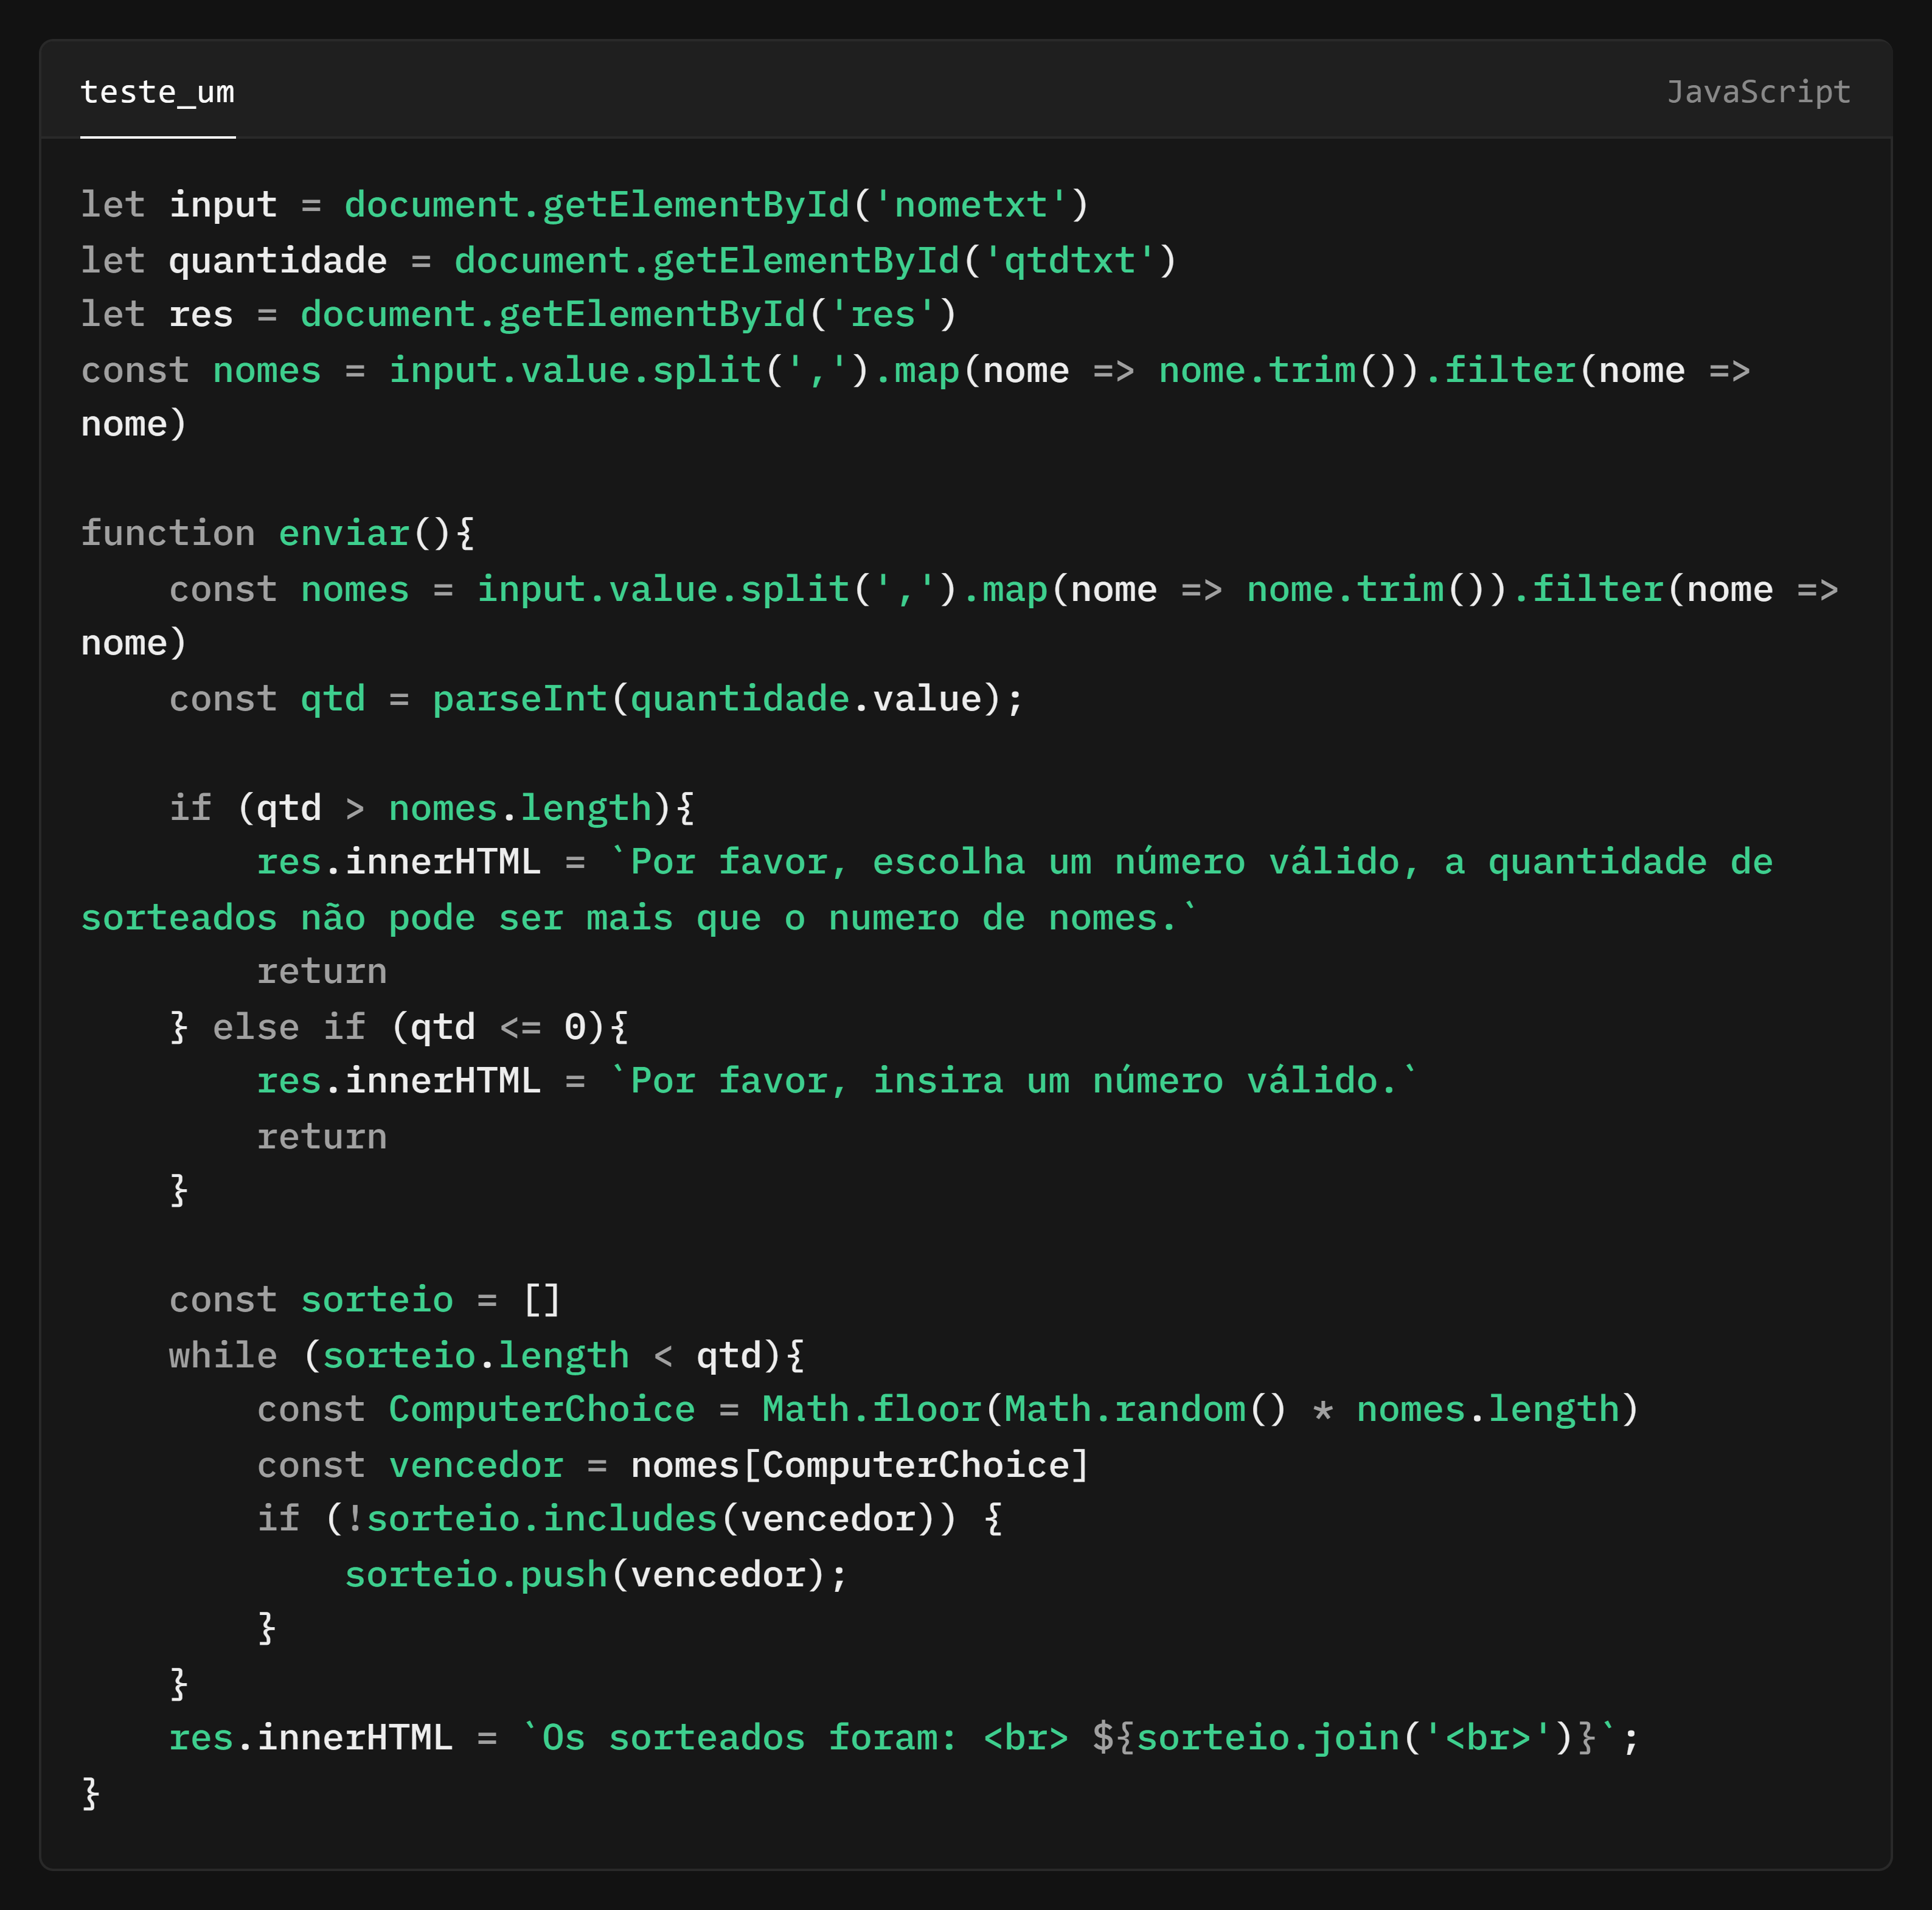 teste_um
JavaScript
let input = document.getElementById('nometxt')
let quantidade = document.getElementById('qtdtxt')
let res = document.getElementById('res')
const nomes = input.value.split(',').map(nome => nome.trim()).filter(nome =>
nome)

function enviar(){
    const nomes = input.value.split(',').map(nome => nome.trim()).filter(nome =>
nome)
    const qtd = parseInt(quantidade.value);

    if (qtd > nomes.length){
        res.innerHTML = `Por favor, escolha um número válido, a quantidade de
sorteados não pode ser mais que o numero de nomes.`
        return
    } else if (qtd <= 0){
        res.innerHTML = `Por favor, insira um número válido.`
        return
    }

    const sorteio = []
    while (sorteio.length < qtd){
        const ComputerChoice = Math.floor(Math.random() * nomes.length)
        const vencedor = nomes[ComputerChoice]
        if (!sorteio.includes(vencedor)) {
            sorteio.push(vencedor);
        }
    }
    res.innerHTML = `Os sorteados foram: <br> ${sorteio.join('<br>')}`;
}